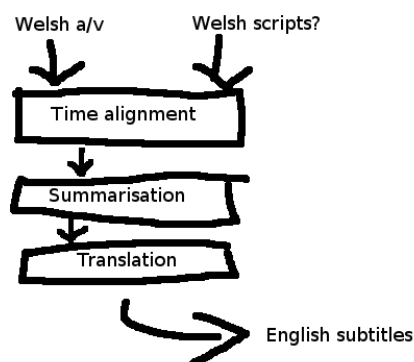 Welsh a/v
Welsh scripts?
Time alignment
Summarisation
Translation
English subtitles